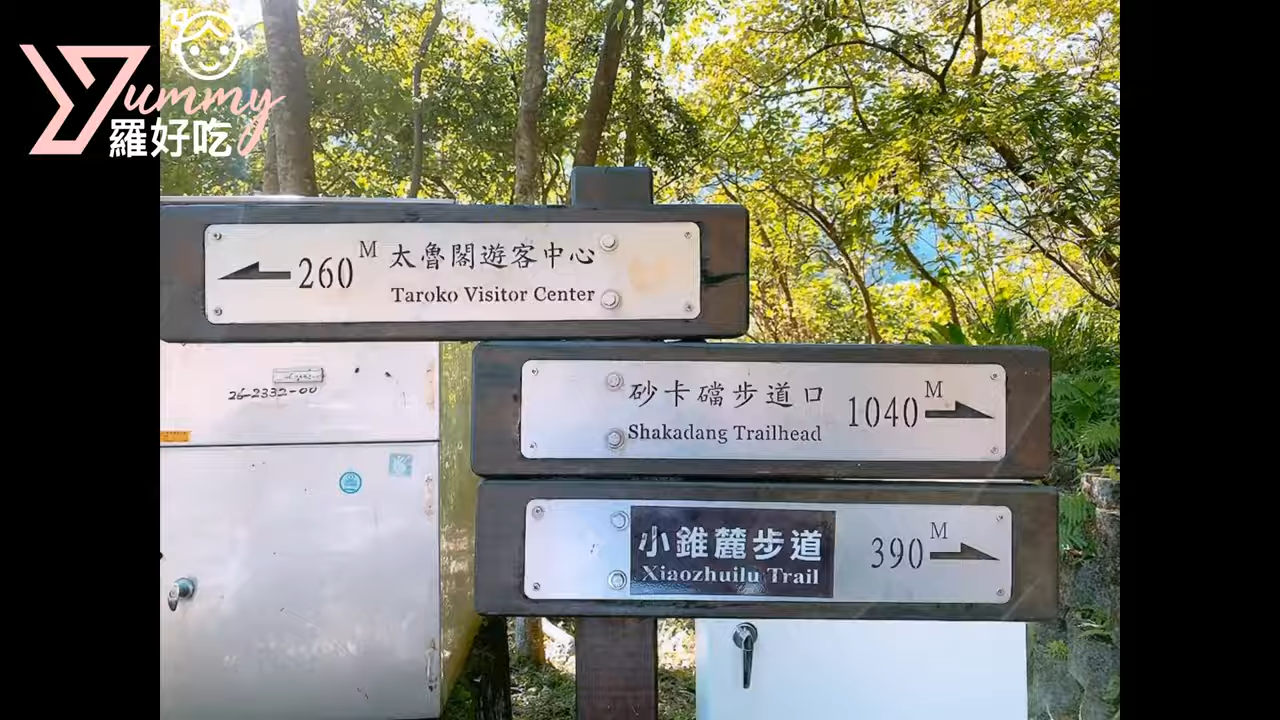 Yummy
羅好吃
260 M 太魯閣遊客中心
Taroko Visitor Center
26-2332-00
砂卡礑步道口 1040 M
Shakadang Trailhead
小錐麓步道 390 M
Xiaozhuilu Trail